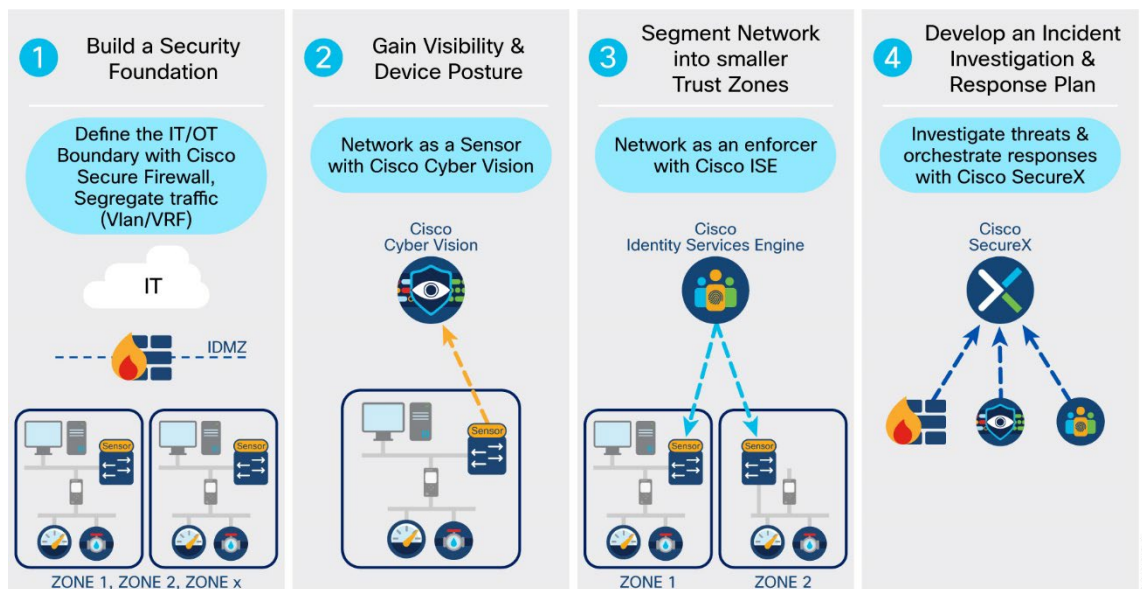 1
Build a Security
Foundation
Define the IT/OT
Boundary with Cisco
Secure Firewall,
Segregate traffic
(Vlan/VRF)
IT
IDMZ
Sensor
Sensor
ZONE 1, ZONE 2, ZONE x
2
Gain Visibility &
Device Posture
Network as a Sensor
with Cisco Cyber Vision
Cisco
Cyber Vision
Sensor
3
Segment Network
into smaller
Trust Zones
Network as an enforcer
with Cisco ISE
Cisco
Identity Services Engine
Sensor
Sensor
ZONE 1
ZONE 2
4
Develop an Incident
Investigation &
Response Plan
Investigate threats &
orchestrate responses
with Cisco SecureX
Cisco
SecureX